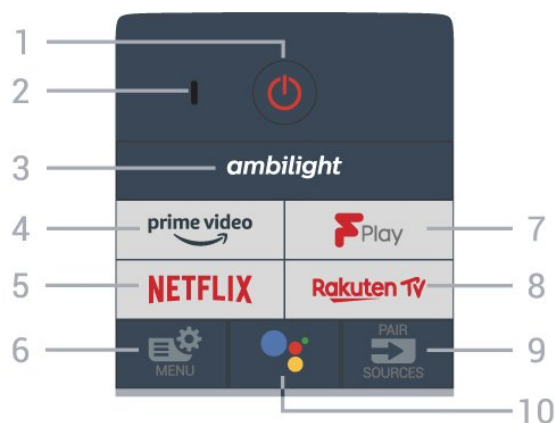 1
2
3
ambilight
4
prime video
FPlay
7
5
NETFLIX
Rakuten TV
8
6
MENU
PAIR
SOURCES
9
10